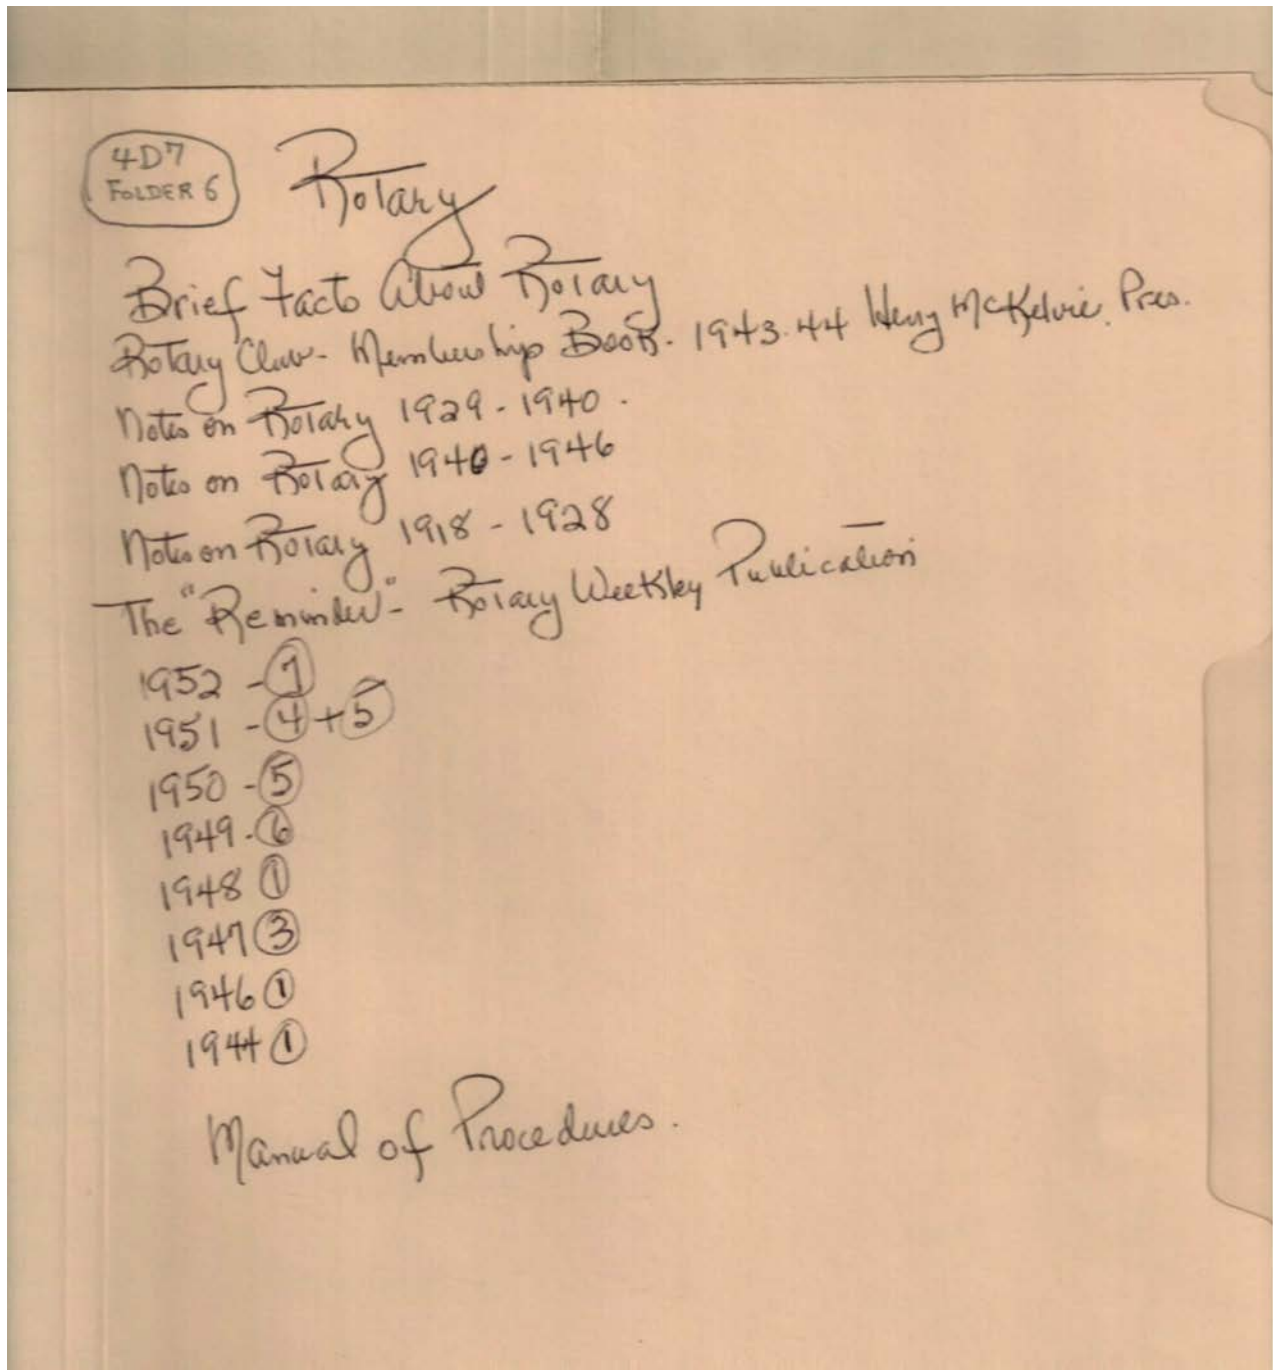 4D7
FOLDER 6
Rotary
Brief Facts About Rotary
Rotary Club - Membership Book. 1943-44 Henry McKelvie. Pres.
Notes on Rotary 1929 - 1940.
Notes on Rotary 1940 - 1946
Notes on Rotary 1918 - 1928
The "Reminder" - Rotary Weekley Publication
1952 - 7
1951 - 4 + 5
1950 - 5
1949 - 6
1948 1
1947 3
1946 1
1944 1
Manual of Procedures.